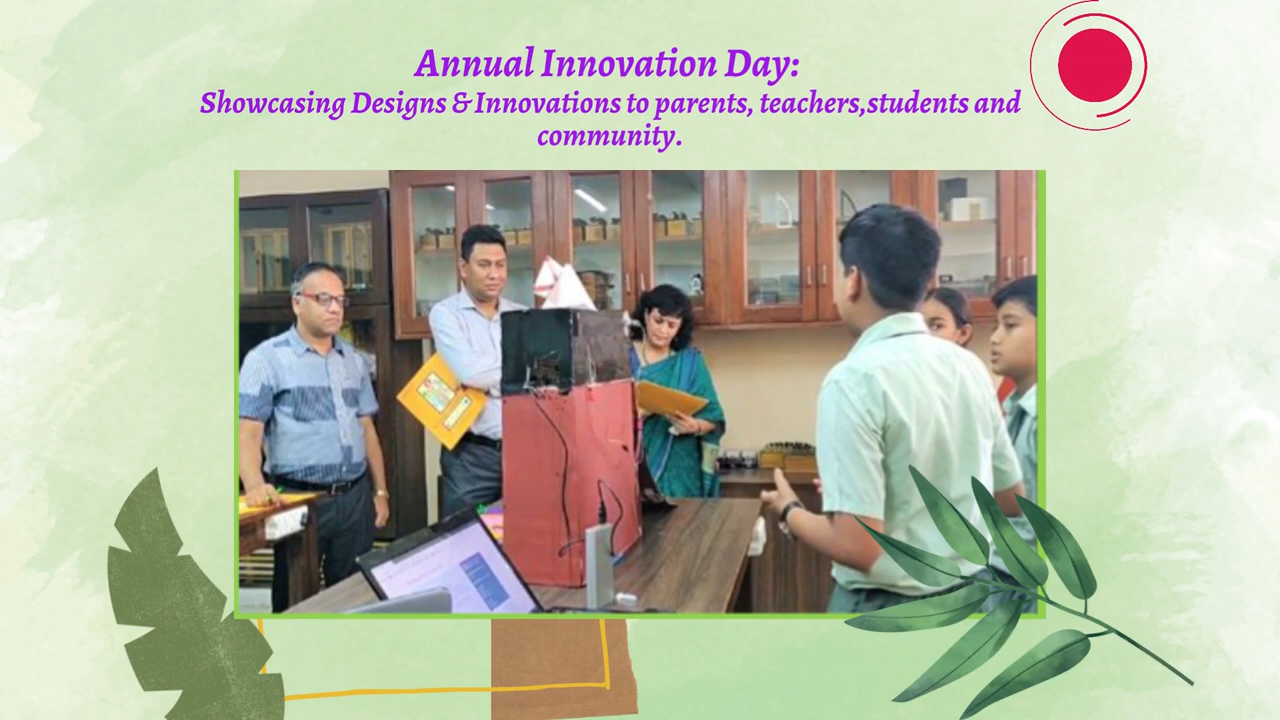 Annual Innovation Day:
Showcasing Designs & Innovations to parents, teachers,students and
community.